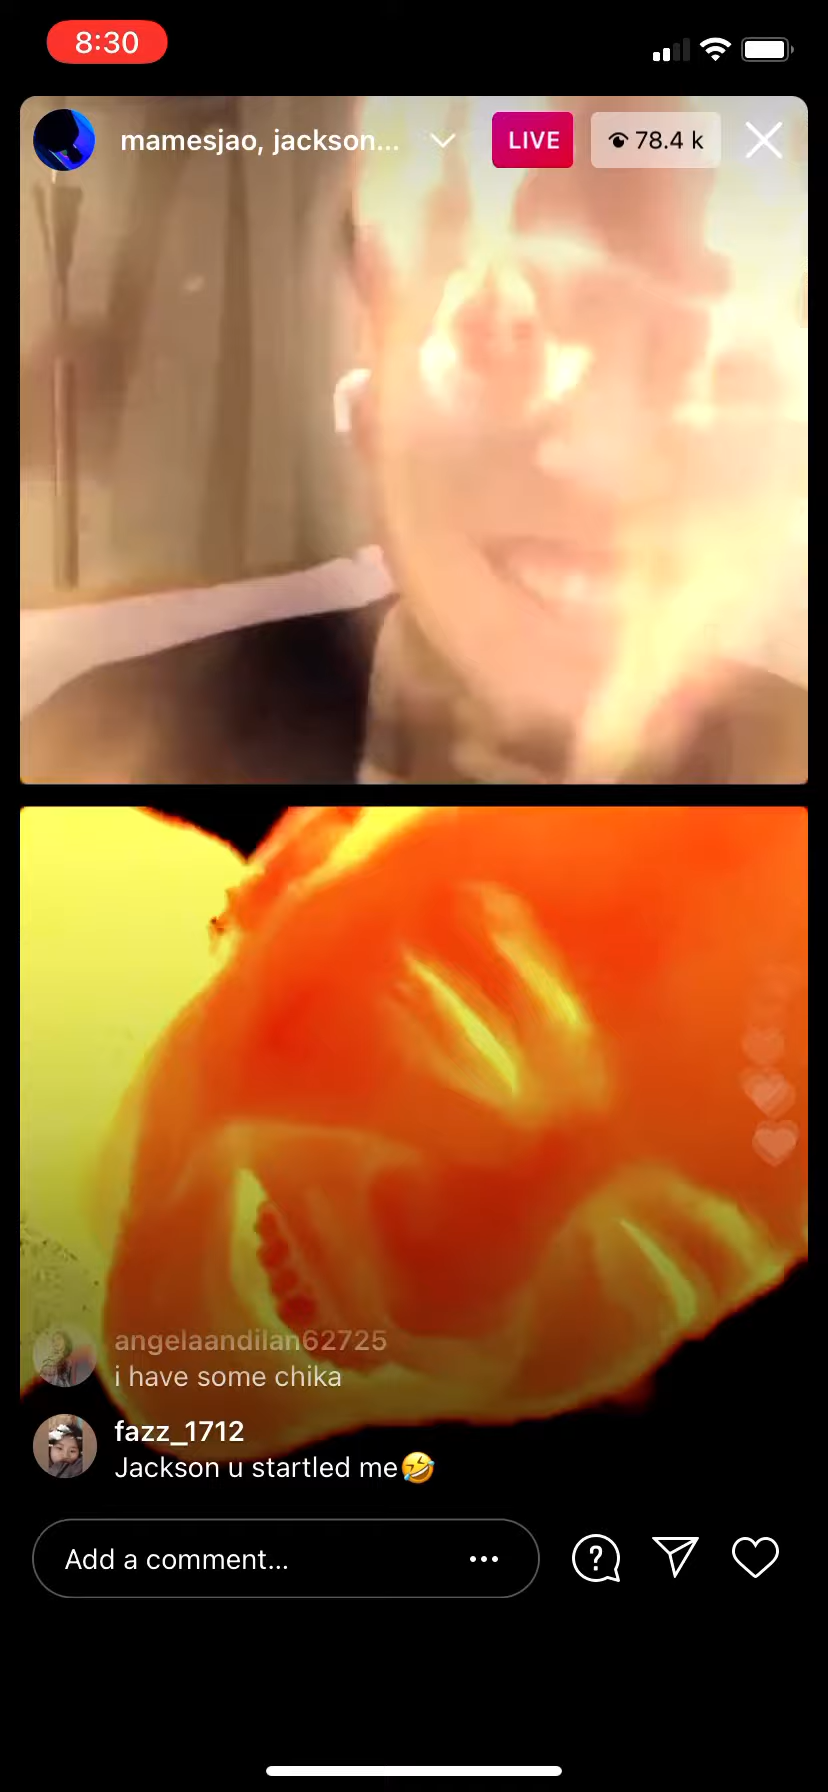 8:30
mamesjao, jackson...
LIVE
78.4 k
angelaandilan62725
i have some chika
fazz_1712
Jackson u startled me🤣
Add a comment...